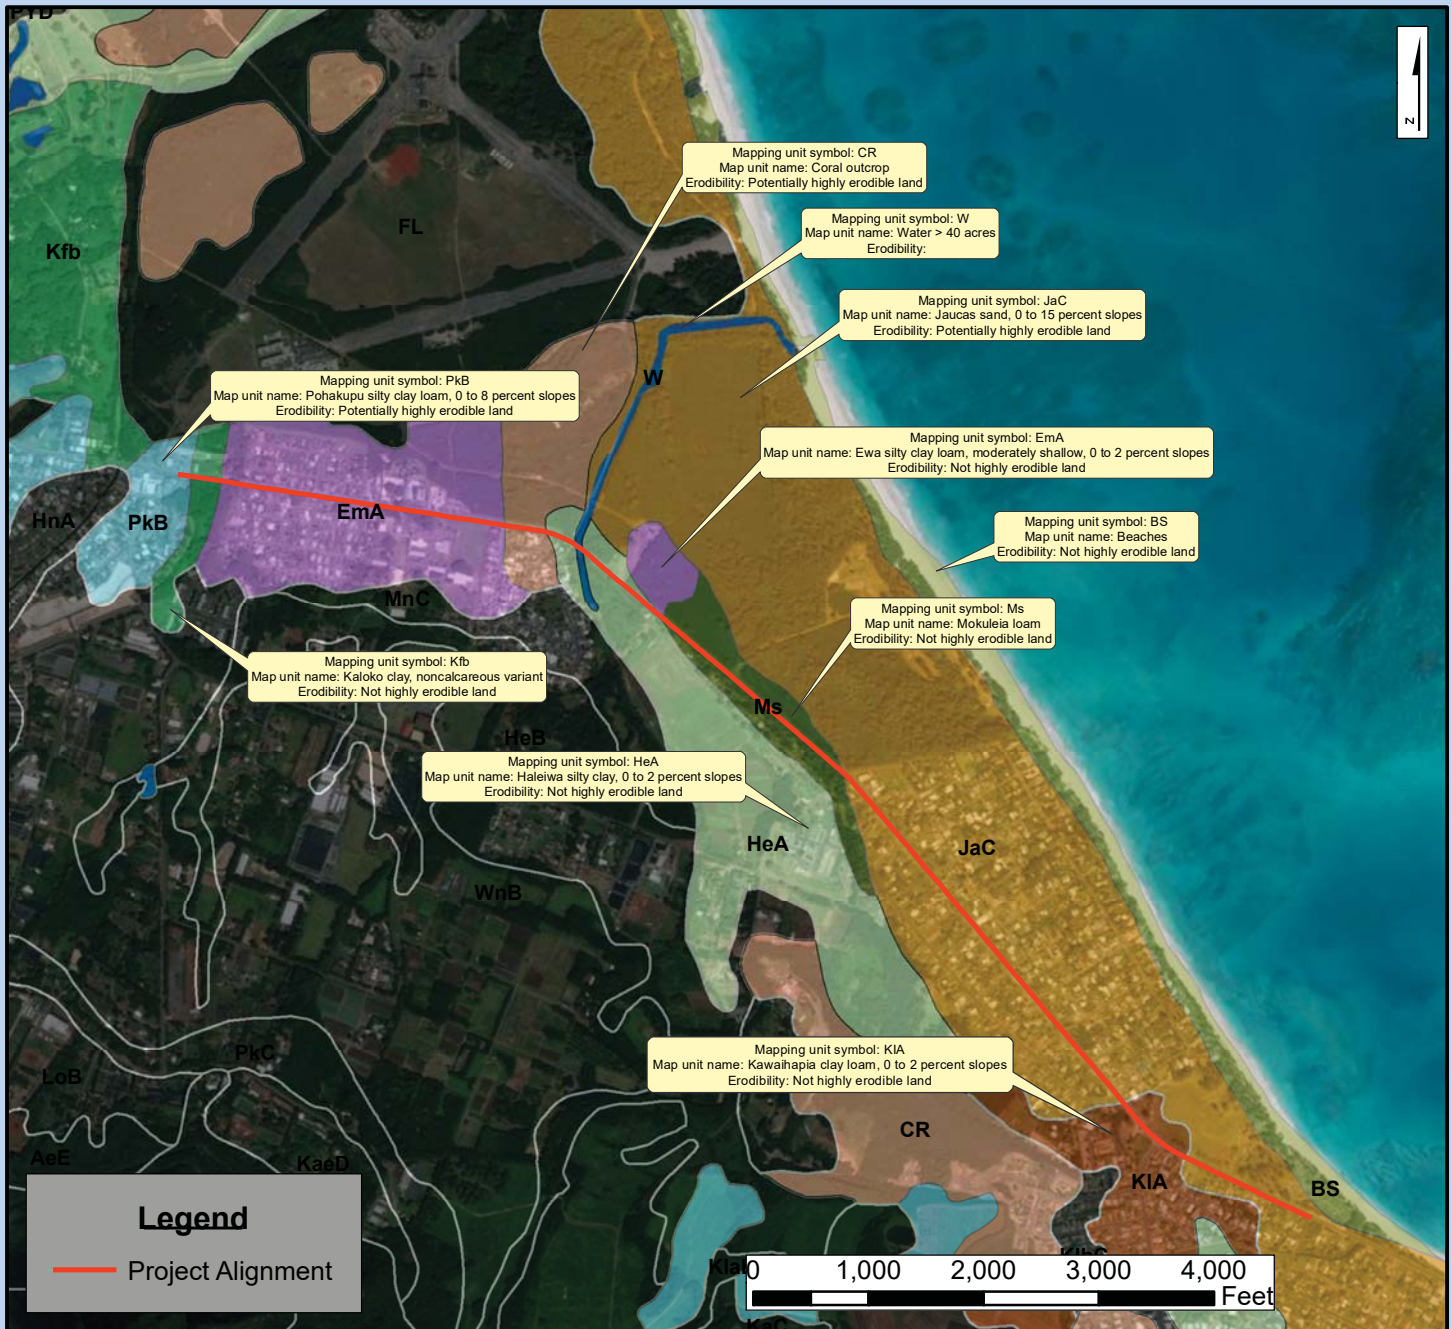 PYD
Mapping unit symbol: CR
Map unit name: Coral outcrop
Erodibility: Potentially highly erodible land
z
FL
Kfb
Mapping unit symbol: W
Map unit name: Water > 40 acres
Erodibility:
Mapping unit symbol: JaC
Map unit name: Jaucas sand, 0 to 15 percent slopes
Erodibility: Potentially highly erodible land
W
Mapping unit symbol: PkB
Map unit name: Pohakupu silty clay loam, 0 to 8 percent slopes
Erodibility: Potentially highly erodible land
Mapping unit symbol: EmA
Map unit name: Ewa silty clay loam, moderately shallow, 0 to 2 percent slopes
Erodibility: Not highly erodible land
HnA
PkB
EmA
Mapping unit symbol: BS
Map unit name: Beaches
Erodibility: Not highly erodible land
MnC
Mapping unit symbol: Ms
Map unit name: Mokuleia loam
Erodibility: Not highly erodible land
Mapping unit symbol: Kfb
Map unit name: Kaloko clay, noncalcareous variant
Erodibility: Not highly erodible land
Ms
HeB
Mapping unit symbol: HeA
Map unit name: Haleiwa silty clay, 0 to 2 percent slopes
Erodibility: Not highly erodible land
HeA
JaC
WnB
Mapping unit symbol: KIA
Map unit name: Kawaihapia clay loam, 0 to 2 percent slopes
Erodibility: Not highly erodible land
PkC
LoB
CR
AeE
KaeD
KIA
BS
Legend
Project Alignment
KlbC
0 1,000 2,000 3,000 4,000
Feet
KaC